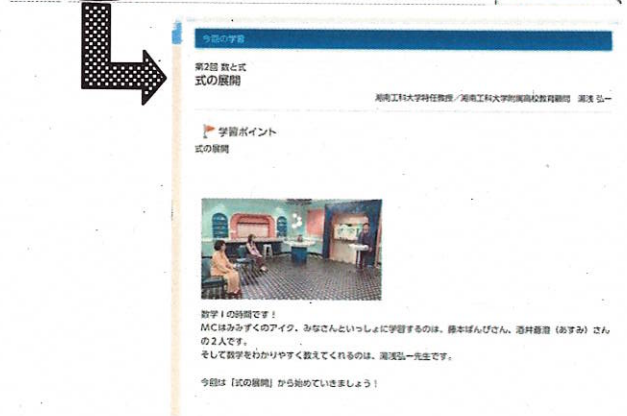 今回の学習
第2回 数と式
式の展開
湘南工科大学特任教授／湘南工科大学附属高校教育顧問 湯浅 弘一
学習ポイント
式の展開
数学Ⅰの時間です！
MCはみみずくのアイク、みなさんといっしょに学習するのは、藤本ばんびさん、酒井蒼澄（あすみ）さん
の2人です。
そして数学をわかりやすく教えてくれるのは、湯浅弘一先生です。
今回は「式の展開」から始めていきましょう！